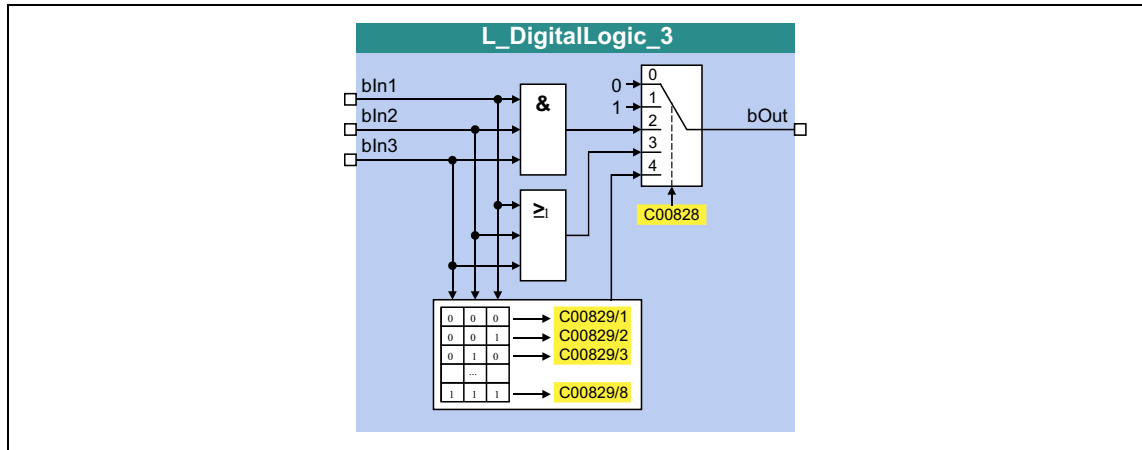 L_DigitalLogic_3
bIn1
bIn2
bIn3
&
≥1
0
1
0
1
2
3
4
bOut
C00828
0 0 0 C00829/1
0 0 1 C00829/2
0 1 0 C00829/3
...
1 1 1 C00829/8